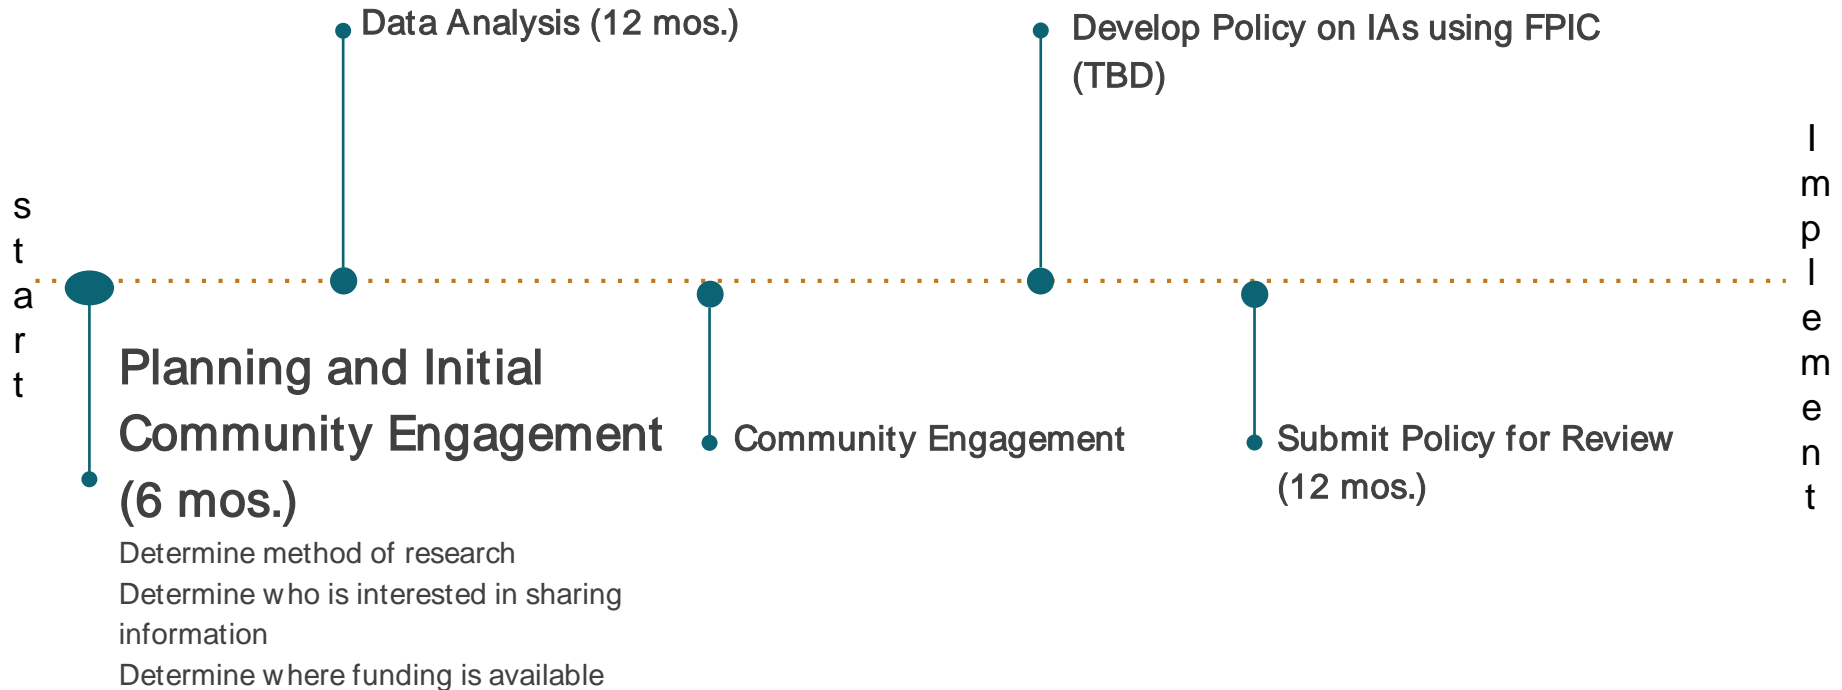 start
Data Analysis (12 mos.)
Develop Policy on IAs using FPIC
(TBD)
Planning and Initial
Community Engagement
(6 mos.)
Determine method of research
Determine who is interested in sharing
information
Determine where funding is available
Community Engagement
Submit Policy for Review
(12 mos.)
Implement